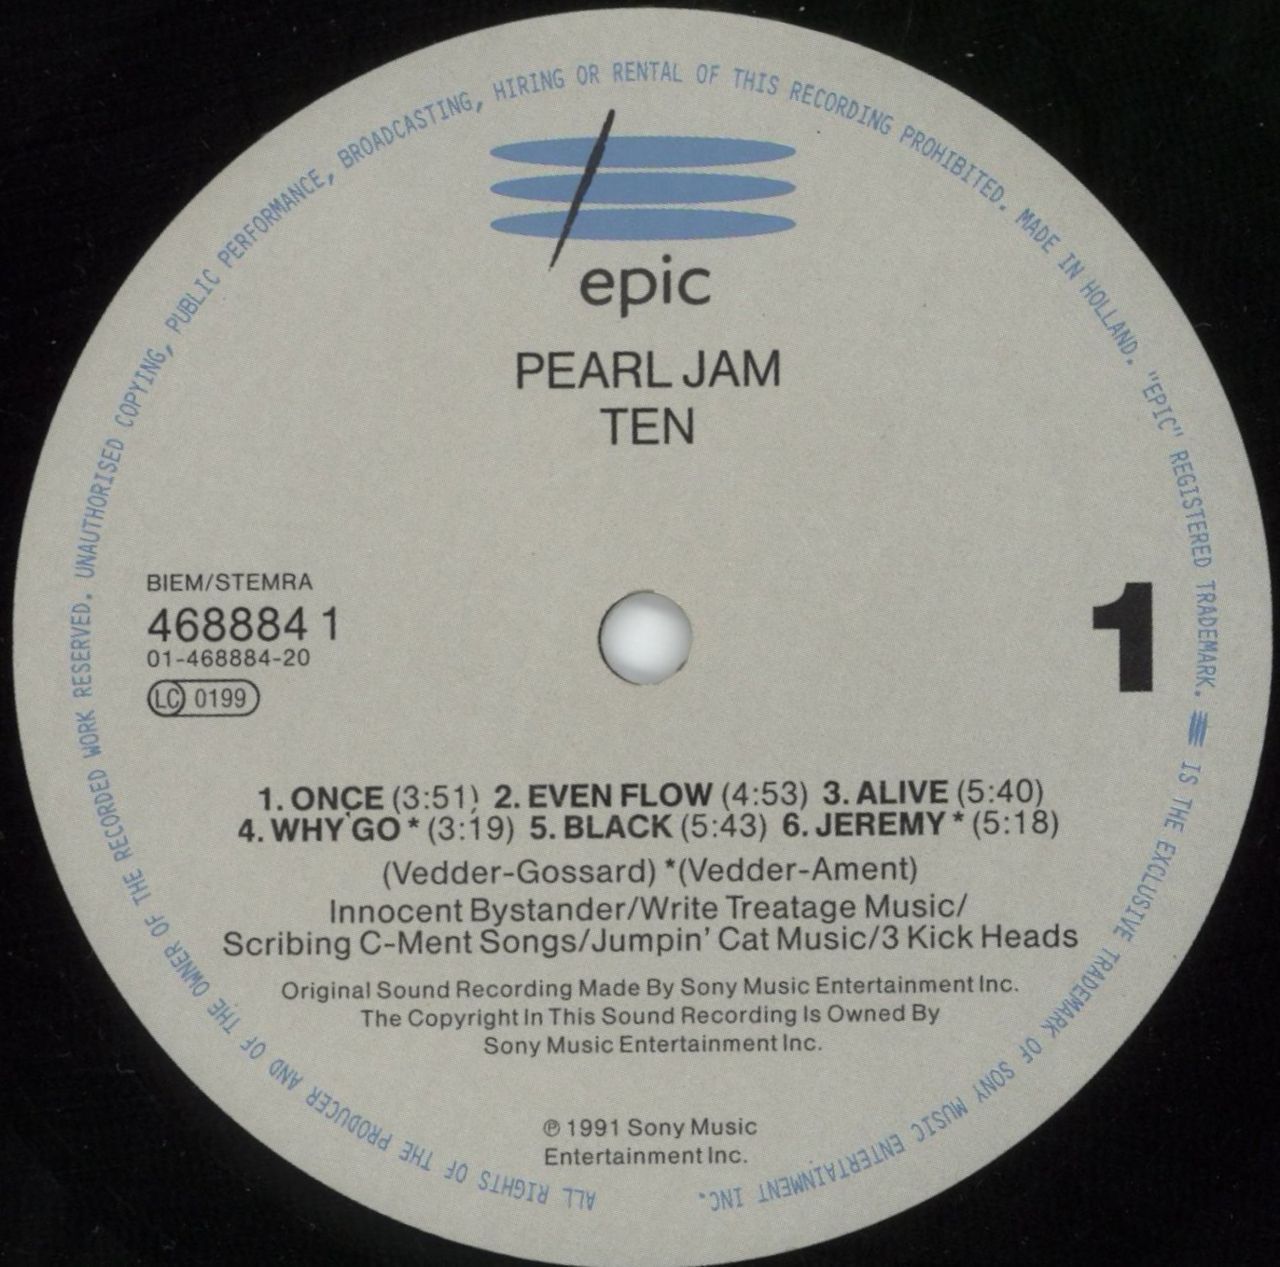 ALL RIGHTS OF THE PRODUCER AND OF THE OWNER OF THE RECORDED WORK RESERVED. UNAUTHORISED COPYING, PUBLIC PERFORMANCE, BROADCASTING, HIRING OR RENTAL OF THIS RECORDING PROHIBITED. MADE IN HOLLAND. "EPIC" REGISTERED TRADEMARK. IS THE EXCLUSIVE TRADEMARK OF SONY MUSIC ENTERTAINMENT INC.
epic
PEARL JAM
TEN
BIEM/STEMRA
468884 1
01-468884-20
LC 0199
1
1. ONCE (3:51) 2. EVEN FLOW (4:53) 3. ALIVE (5:40)
4. WHY GO * (3:19) 5. BLACK (5:43) 6. JEREMY * (5:18)
(Vedder-Gossard) *(Vedder-Ament)
Innocent Bystander/Write Treatage Music/
Scribing C-Ment Songs/Jumpin' Cat Music/3 Kick Heads
Original Sound Recording Made By Sony Music Entertainment Inc.
The Copyright In This Sound Recording Is Owned By
Sony Music Entertainment Inc.
℗ 1991 Sony Music
Entertainment Inc.